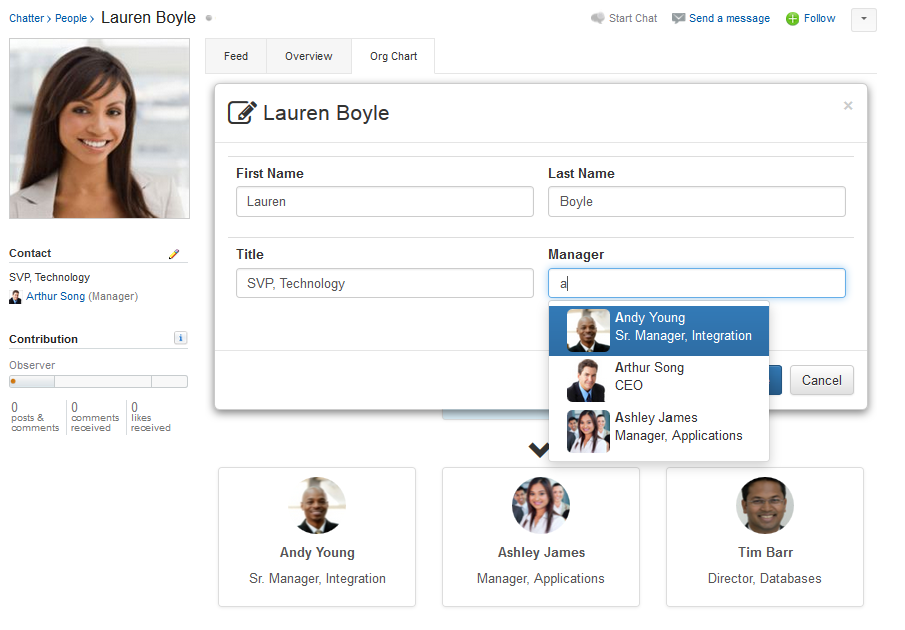 Chatter › People › Lauren Boyle
Start Chat
Send a message
Follow
Feed
Overview
Org Chart
Contact
SVP, Technology
Arthur Song (Manager)
Contribution
i
Observer
0
posts &
comments
0
comments
received
0
likes
received
Lauren Boyle
×
First Name
Last Name
Lauren
Boyle
Title
Manager
SVP, Technology
a
Andy Young
Sr. Manager, Integration
Arthur Song
CEO
Ashley James
Manager, Applications
Cancel
Andy Young
Sr. Manager, Integration
Ashley James
Manager, Applications
Tim Barr
Director, Databases